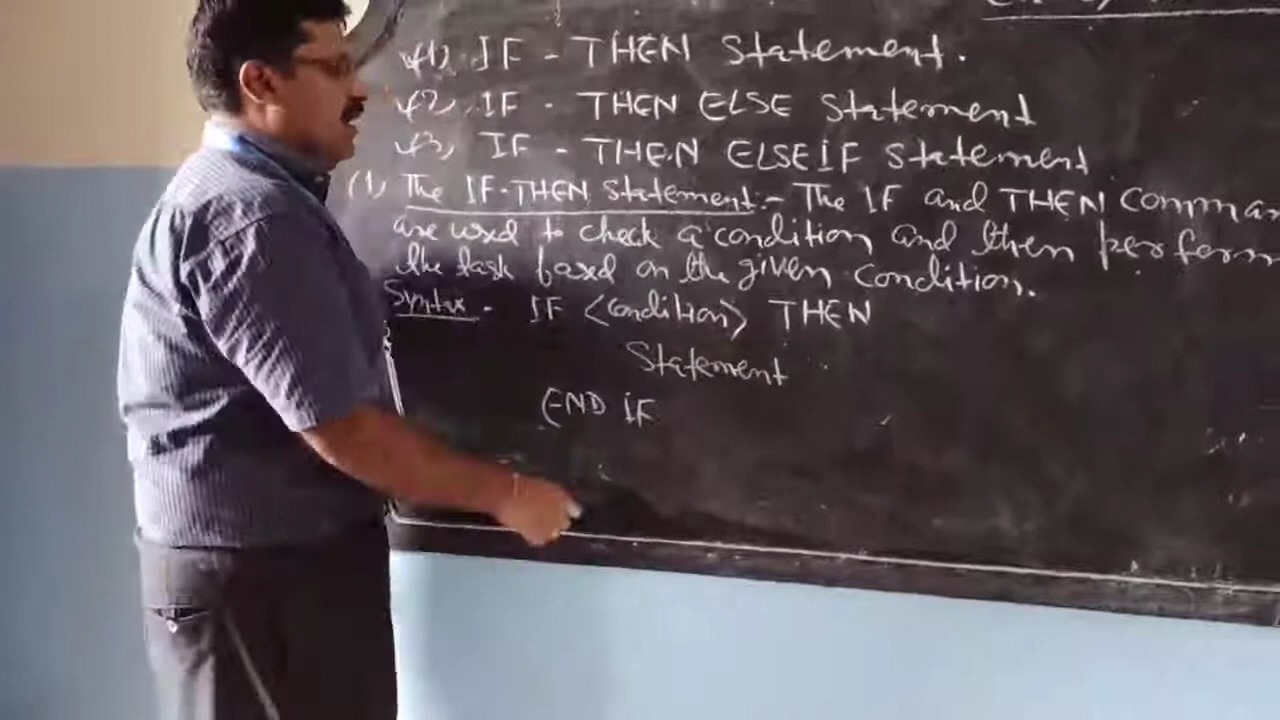 (1) IF - THEN Statement.
(2) IF - THEN ELSE Statement
(3) IF - THEN ELSEIF Statement
(1) The IF-THEN Statement:- The IF and THEN Comman
are used to check a condition and then perform
the task based on the given condition.
Syntax - IF <condition> THEN
Statement
END IF